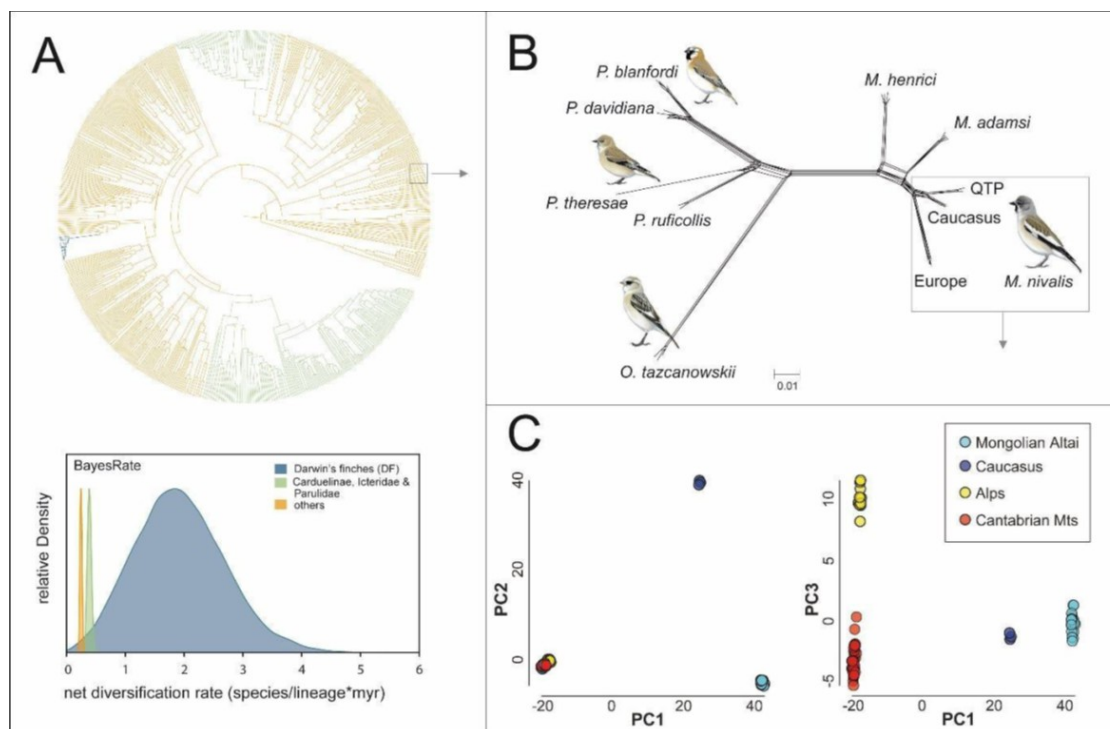 A
BayesRate
Darwin's finches (DF)
Carduelinae, Icteridae &
Parulidae
others
relative Density
0 1 2 3 4 5 6
net diversification rate (species/lineage*myr)
B
P. blanfordi
P. davidiana
P. theresae
P. ruficollis
O. tazcanowskii
M. henrici
M. adamsi
QTP
Caucasus
Europe
M. nivalis
0.01
C
PC2
40
20
0
-20 0 20 40
PC1
PC3
10
5
0
-5
-20 0 20 40
PC1
Mongolian Altai
Caucasus
Alps
Cantabrian Mts